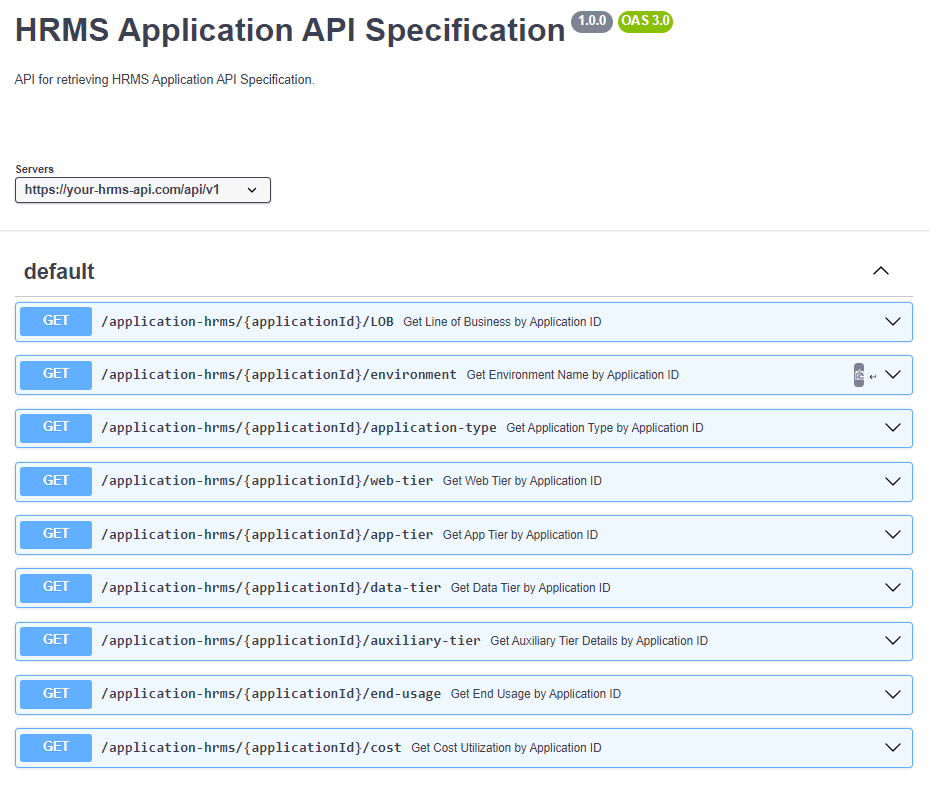 HRMS Application API Specification 1.0.0 OAS 3.0
API for retrieving HRMS Application API Specification.
Servers
https://your-hrms-api.com/api/v1
default
GET /application-hrms/{applicationId}/LOB Get Line of Business by Application ID
GET /application-hrms/{applicationId}/environment Get Environment Name by Application ID
GET /application-hrms/{applicationId}/application-type Get Application Type by Application ID
GET /application-hrms/{applicationId}/web-tier Get Web Tier by Application ID
GET /application-hrms/{applicationId}/app-tier Get App Tier by Application ID
GET /application-hrms/{applicationId}/data-tier Get Data Tier by Application ID
GET /application-hrms/{applicationId}/auxiliary-tier Get Auxiliary Tier Details by Application ID
GET /application-hrms/{applicationId}/end-usage Get End Usage by Application ID
GET /application-hrms/{applicationId}/cost Get Cost Utilization by Application ID